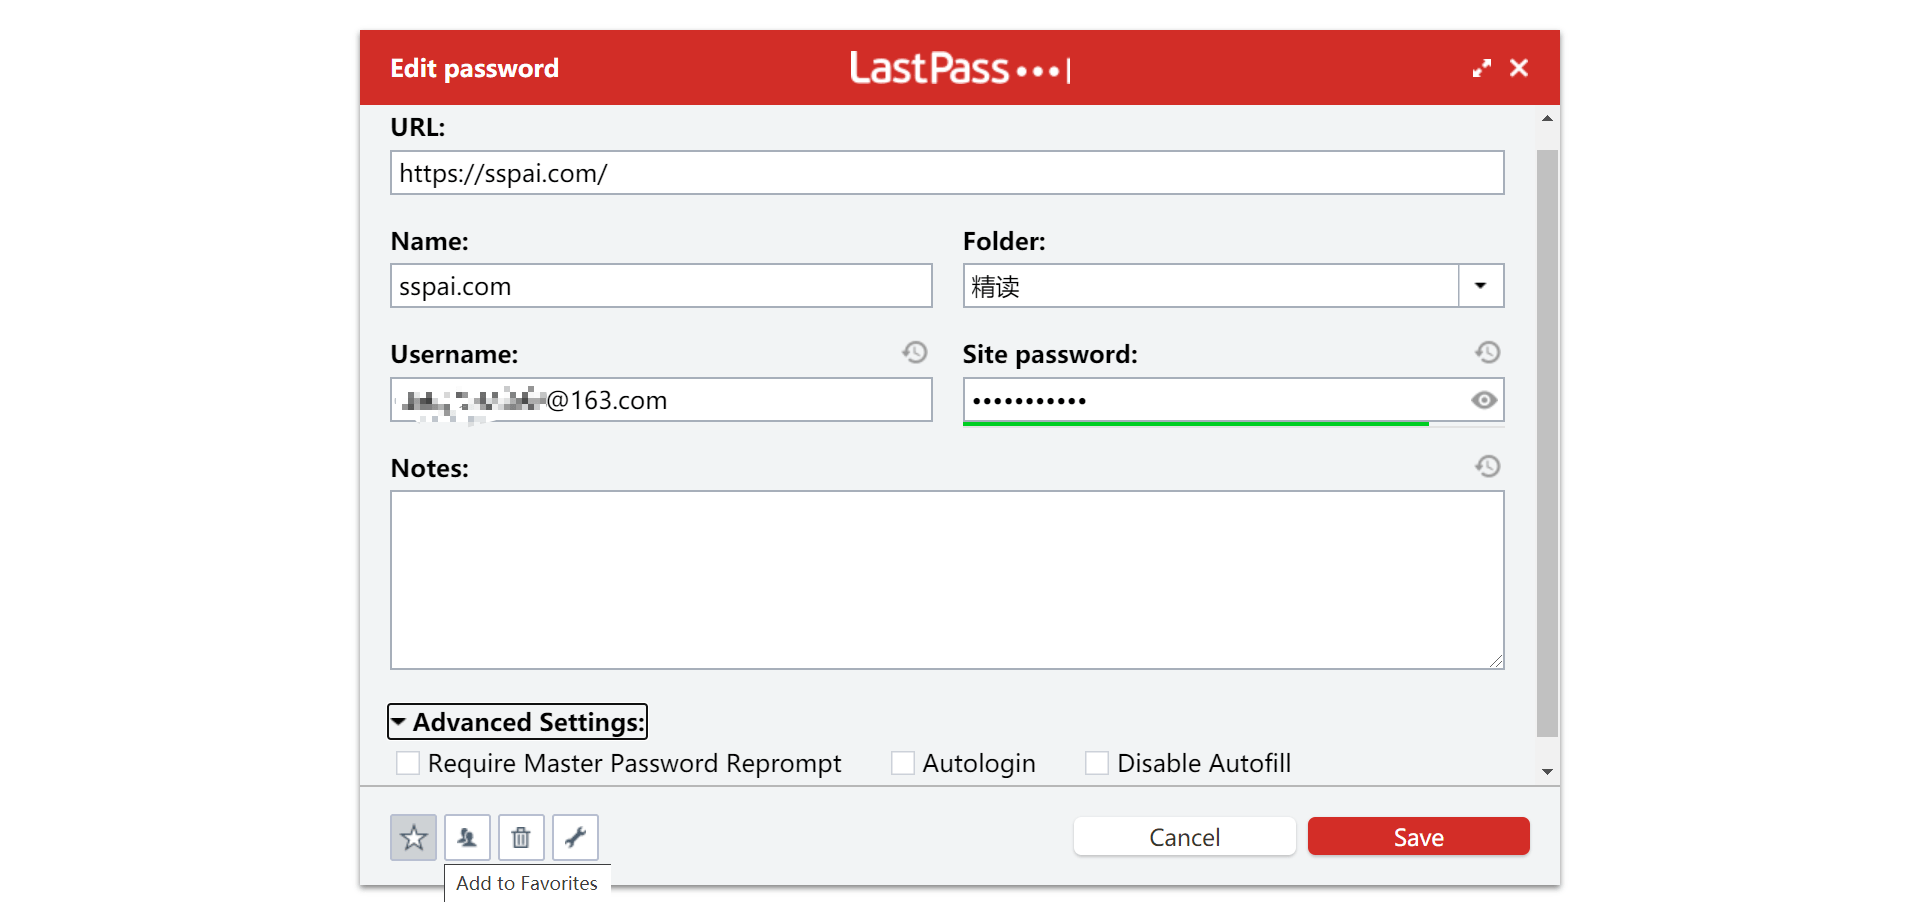 Edit password
LastPass
URL:
https://sspai.com/
Name:
Folder:
sspai.com
精读
Username:
Site password:
@163.com
•••••••••••
Notes:
Advanced Settings:
Require Master Password Reprompt
Autologin
Disable Autofill
Cancel
Save
Add to Favorites